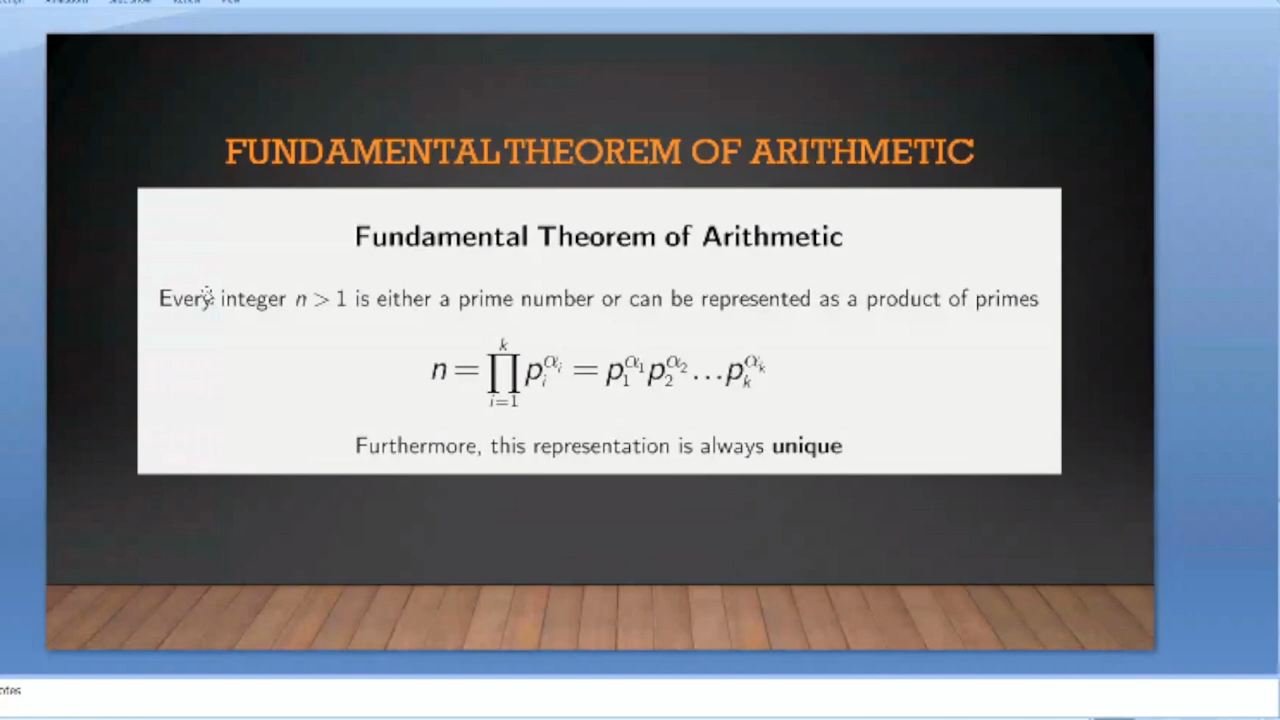 FUNDAMENTAL THEOREM OF ARITHMETIC
Fundamental Theorem of Arithmetic
Every integer n > 1 is either a prime number or can be represented as a product of primes
n = ∏_{i=1}^{k} p_i^{α_i} = p_1^{α_1} p_2^{α_2} … p_k^{α_k}
Furthermore, this representation is always unique